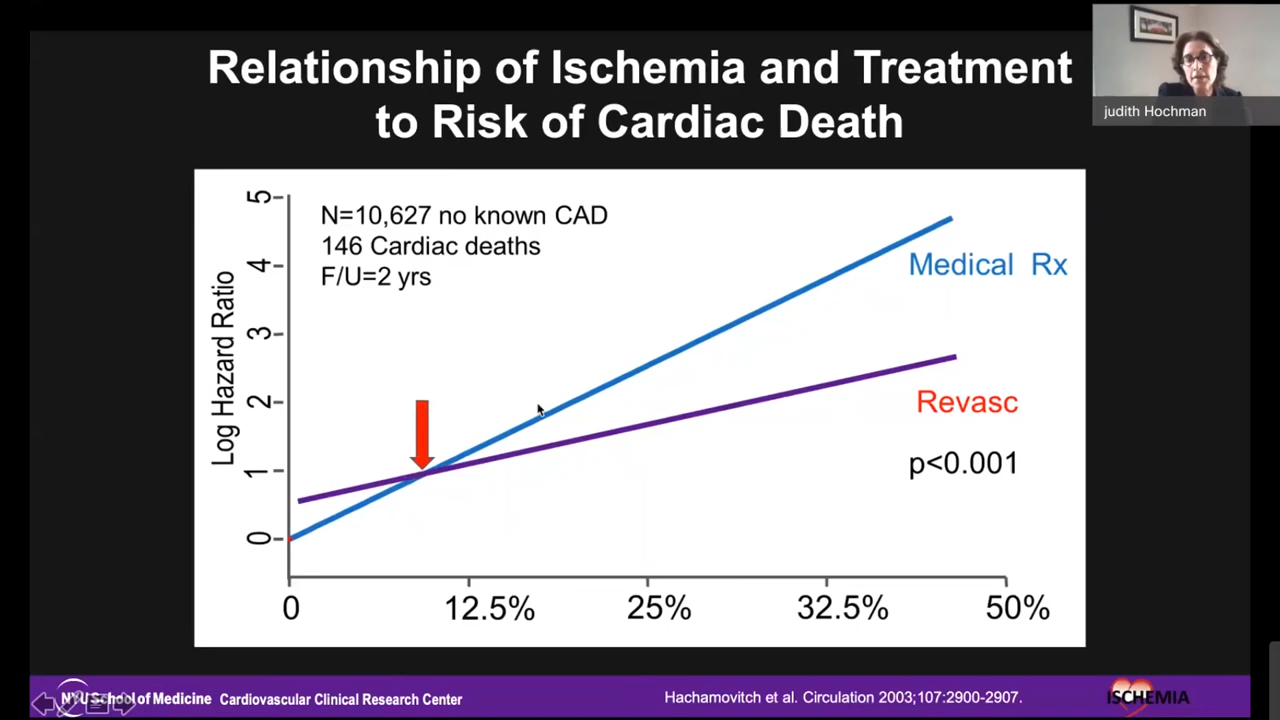 Relationship of Ischemia and Treatment
to Risk of Cardiac Death
judith Hochman
N=10,627 no known CAD
146 Cardiac deaths
F/U=2 yrs
Log Hazard Ratio
5
4
3
2
1
0
Medical Rx
Revasc
p<0.001
0 12.5% 25% 32.5% 50%
NYU School of Medicine Cardiovascular Clinical Research Center
Hachamovitch et al. Circulation 2003;107:2900-2907.
ISCHEMIA